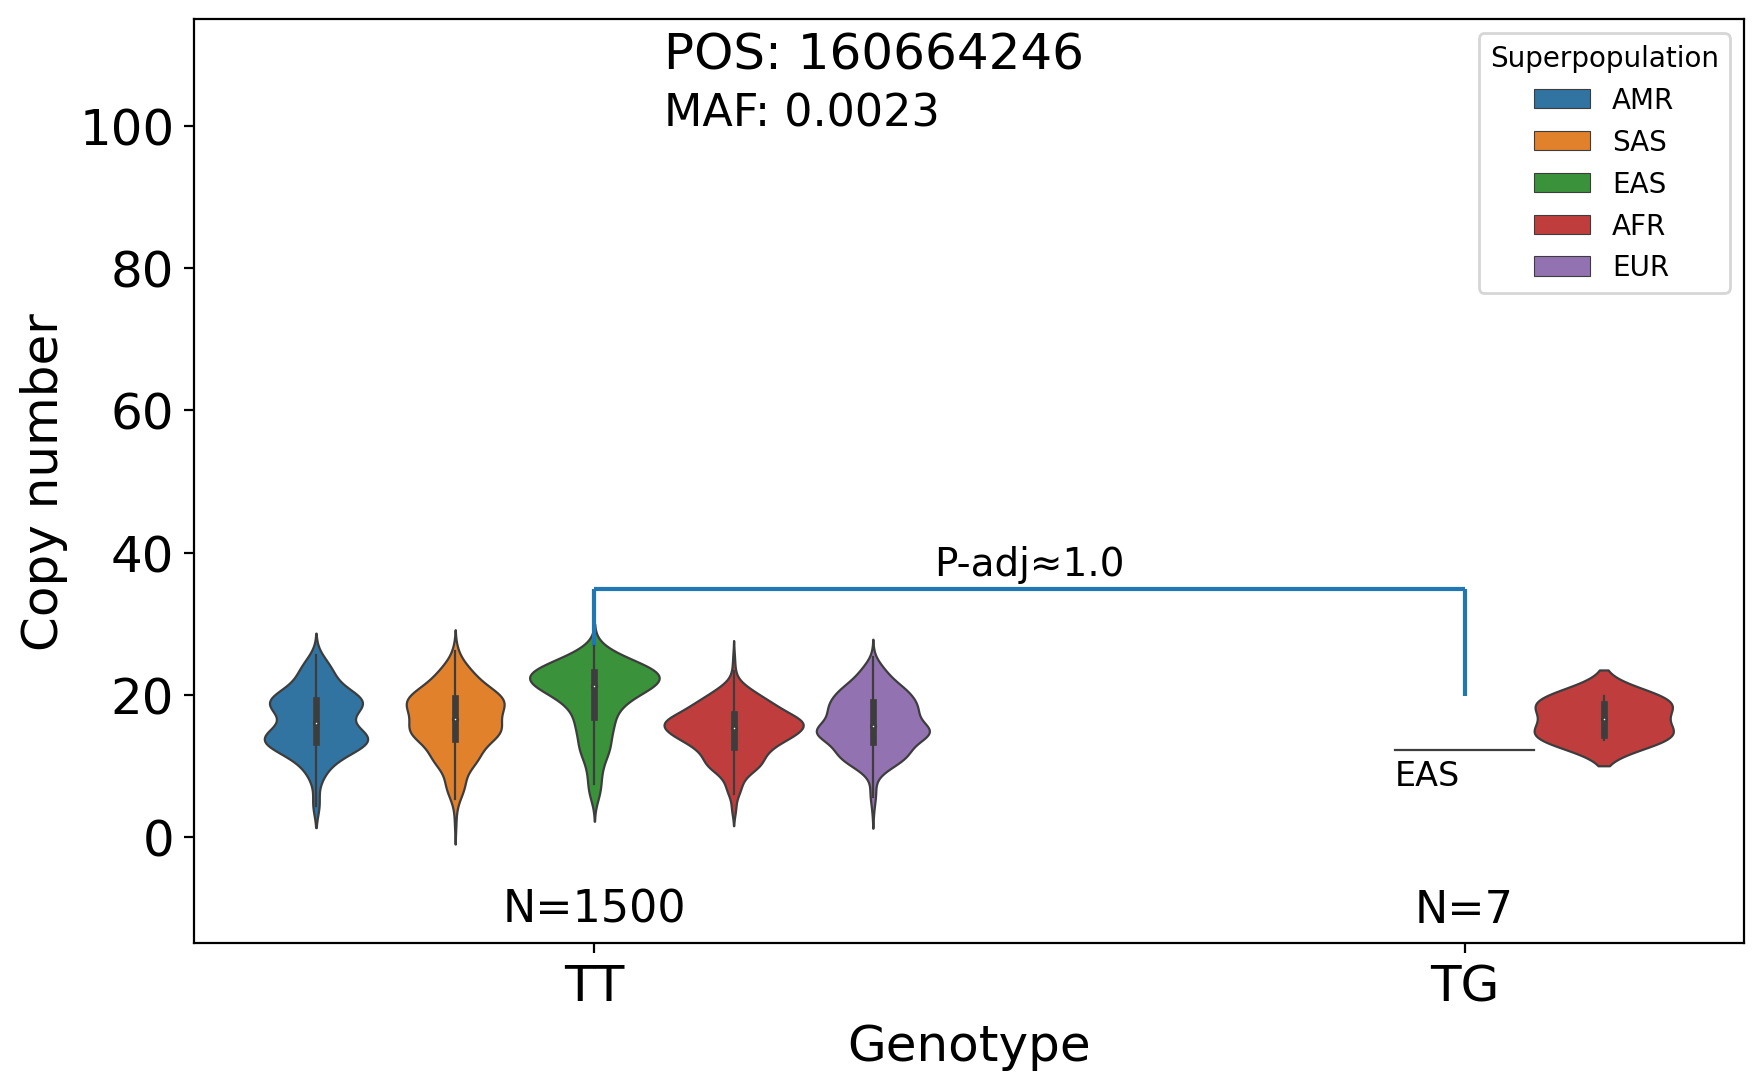 POS: 160664246
MAF: 0.0023
Superpopulation
AMR
SAS
EAS
AFR
EUR
100
80
60
40
20
0
Copy number
P-adj≈1.0
EAS
N=1500
N=7
TT
TG
Genotype